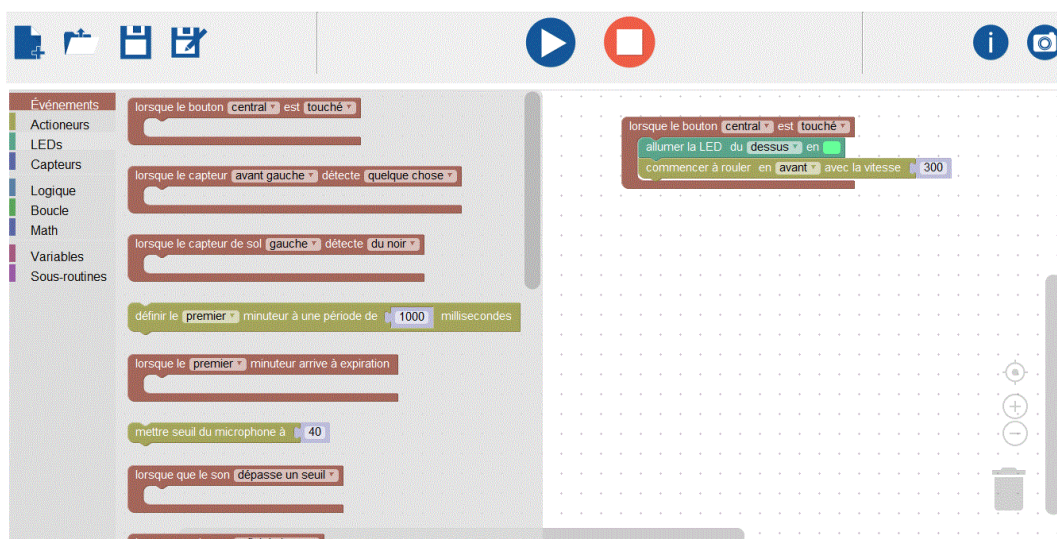 Événements
Actioneurs
LEDs
Capteurs
Logique
Boucle
Math
Variables
Sous-routines
lorsque le bouton central est touché
lorsque le capteur avant gauche détecte quelque chose
lorsque le capteur de sol gauche détecte du noir
définir le premier minuteur à une période de 1000 millisecondes
lorsque le premier minuteur arrive à expiration
mettre seuil du microphone à 40
lorsque que le son dépasse un seuil
lorsque le bouton central est touché
allumer la LED du dessus en
commencer à rouler en avant avec la vitesse 300